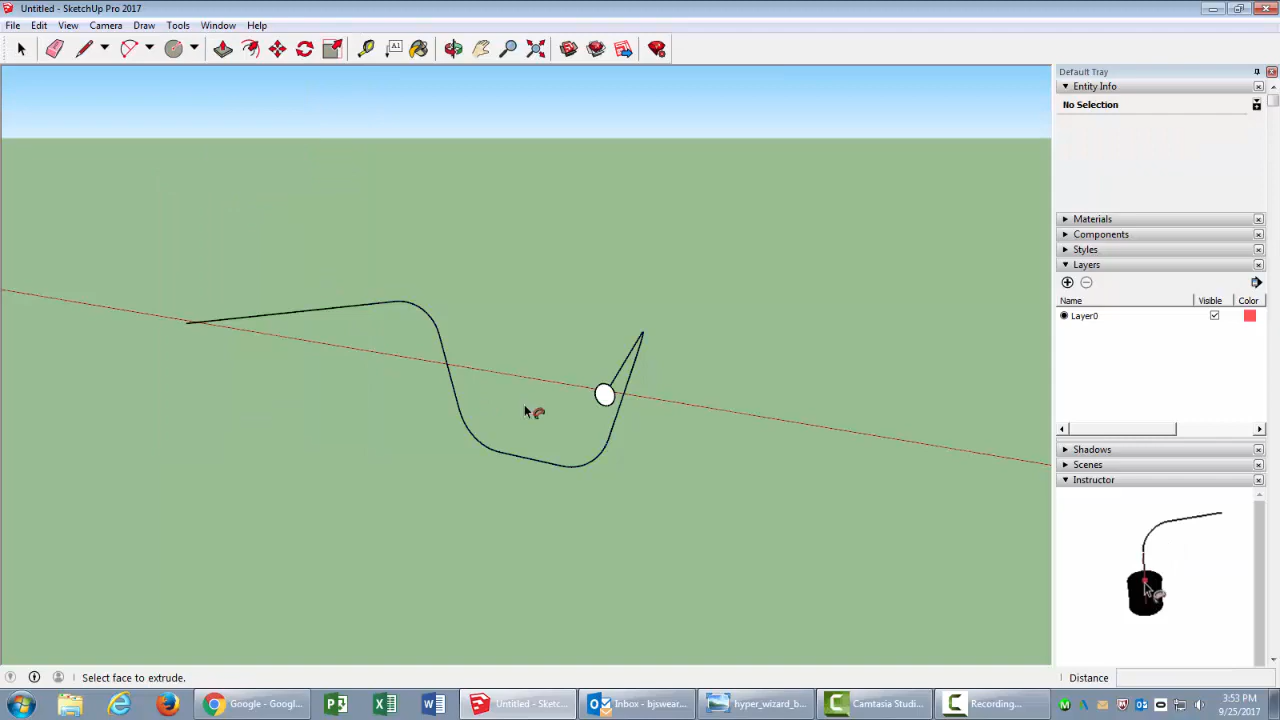 Untitled - SketchUp Pro 2017
File Edit View Camera Draw Tools Window Help
A1
Default Tray
Entity Info
No Selection
Materials
Components
Styles
Layers
Name Visible Color
Layer0
Shadows
Scenes
Instructor
Select face to extrude.
Distance
Google - Googl...
Untitled - Sketc...
Inbox - bjswear...
hyper_wizard_b...
Camtasia Studi...
Recording...
3:53 PM
9/25/2017